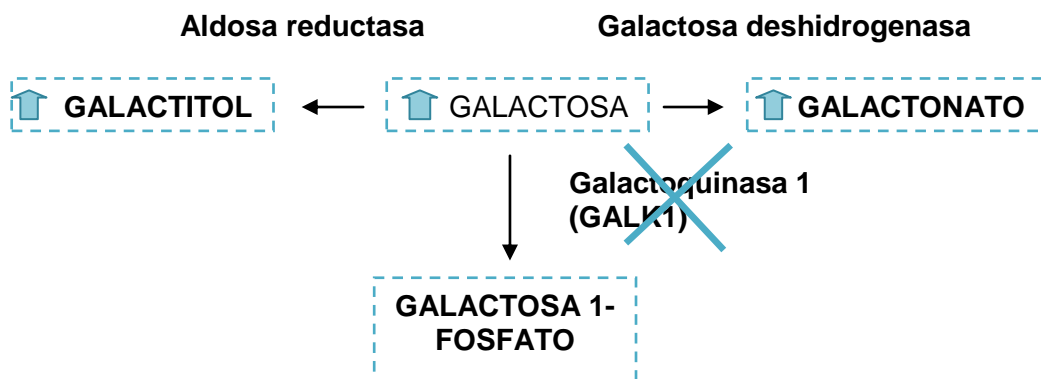 Aldosa reductasa
Galactosa deshidrogenasa
GALACTITOL
GALACTOSA
GALACTONATO
Galactoquinasa 1
(GALK1)
GALACTOSA 1-
FOSFATO